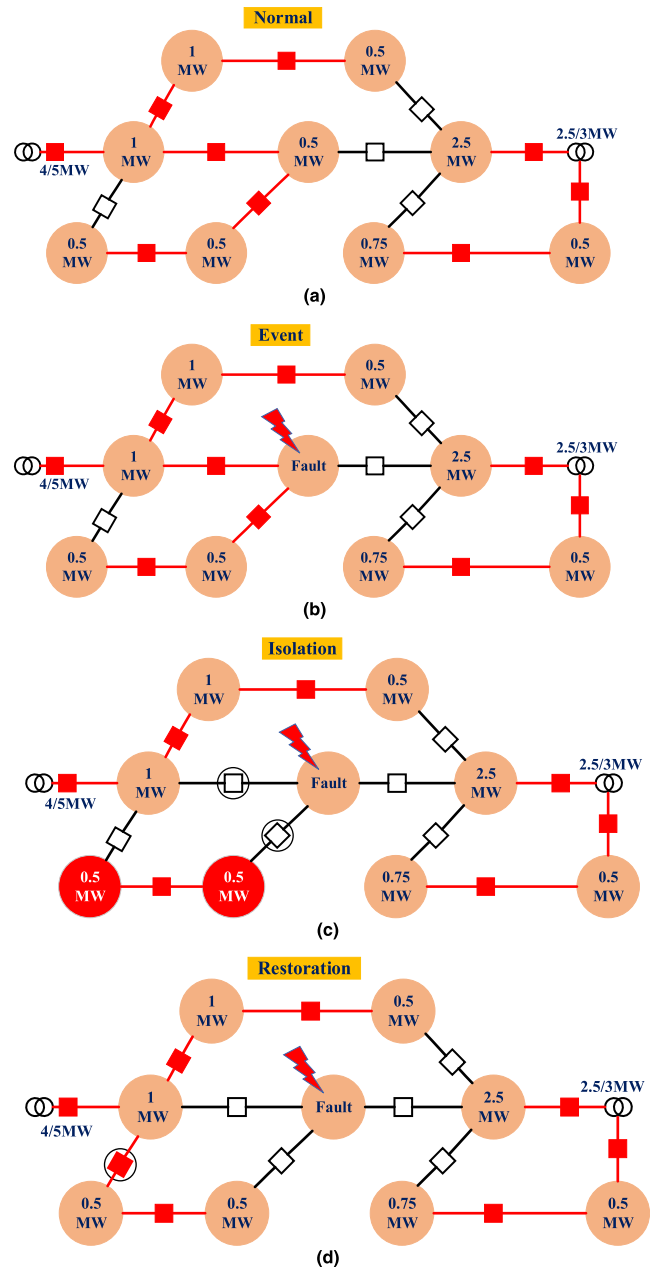 Normal
1
MW
0.5
MW
4/5MW
1
MW
0.5
MW
2.5
MW
2.5/3MW
0.5
MW
0.5
MW
0.75
MW
0.5
MW
(a)
Event
1
MW
0.5
MW
4/5MW
1
MW
Fault
2.5
MW
2.5/3MW
0.5
MW
0.5
MW
0.75
MW
0.5
MW
(b)
Isolation
1
MW
0.5
MW
4/5MW
1
MW
Fault
2.5
MW
2.5/3MW
0.5
MW
0.5
MW
0.75
MW
0.5
MW
(c)
Restoration
1
MW
0.5
MW
4/5MW
1
MW
Fault
2.5
MW
2.5/3MW
0.5
MW
0.5
MW
0.75
MW
0.5
MW
(d)